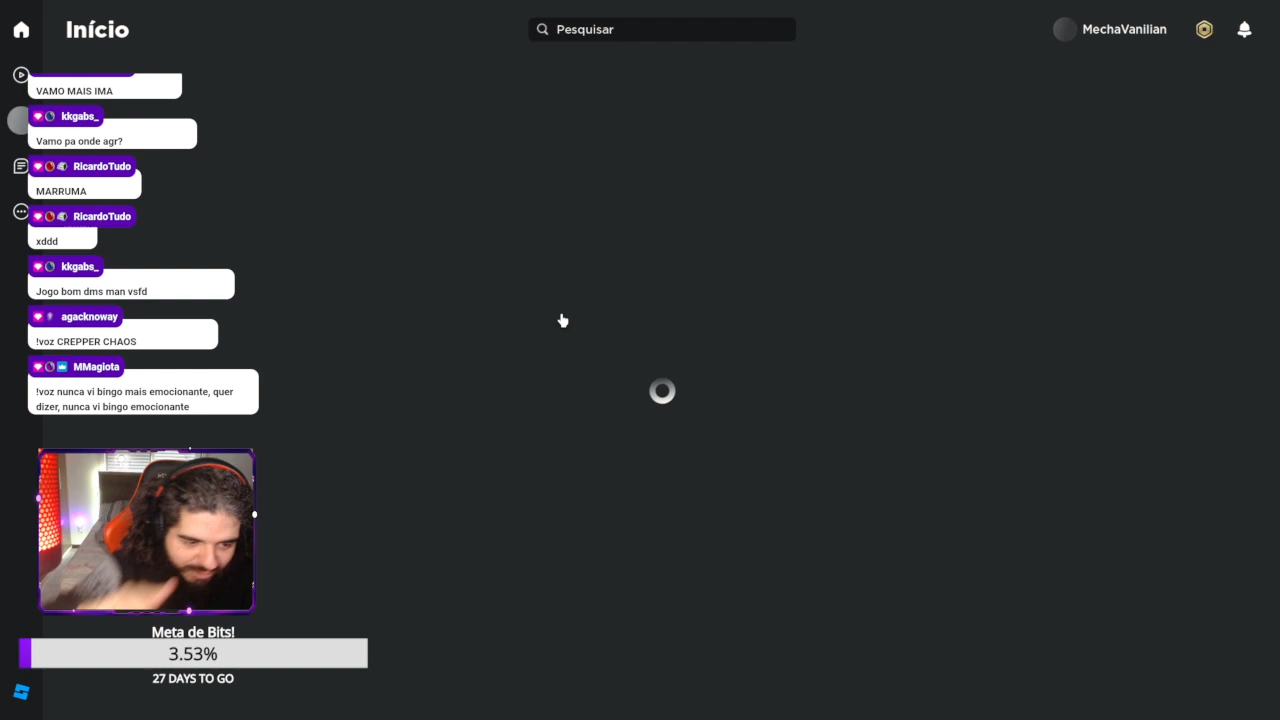 Início
Pesquisar
MechaVanilian
VAMO MAIS IMA
kkgabs_
Vamo pa onde agr?
RicardoTudo
MARRUMA
RicardoTudo
xddd
kkgabs_
Jogo bom dms man vsfd
agacknoway
!voz CREPPER CHAOS
MMagiota
!voz nunca vi bingo mais emocionante, quer
dizer, nunca vi bingo emocionante
Meta de Bits!
3.53%
27 DAYS TO GO